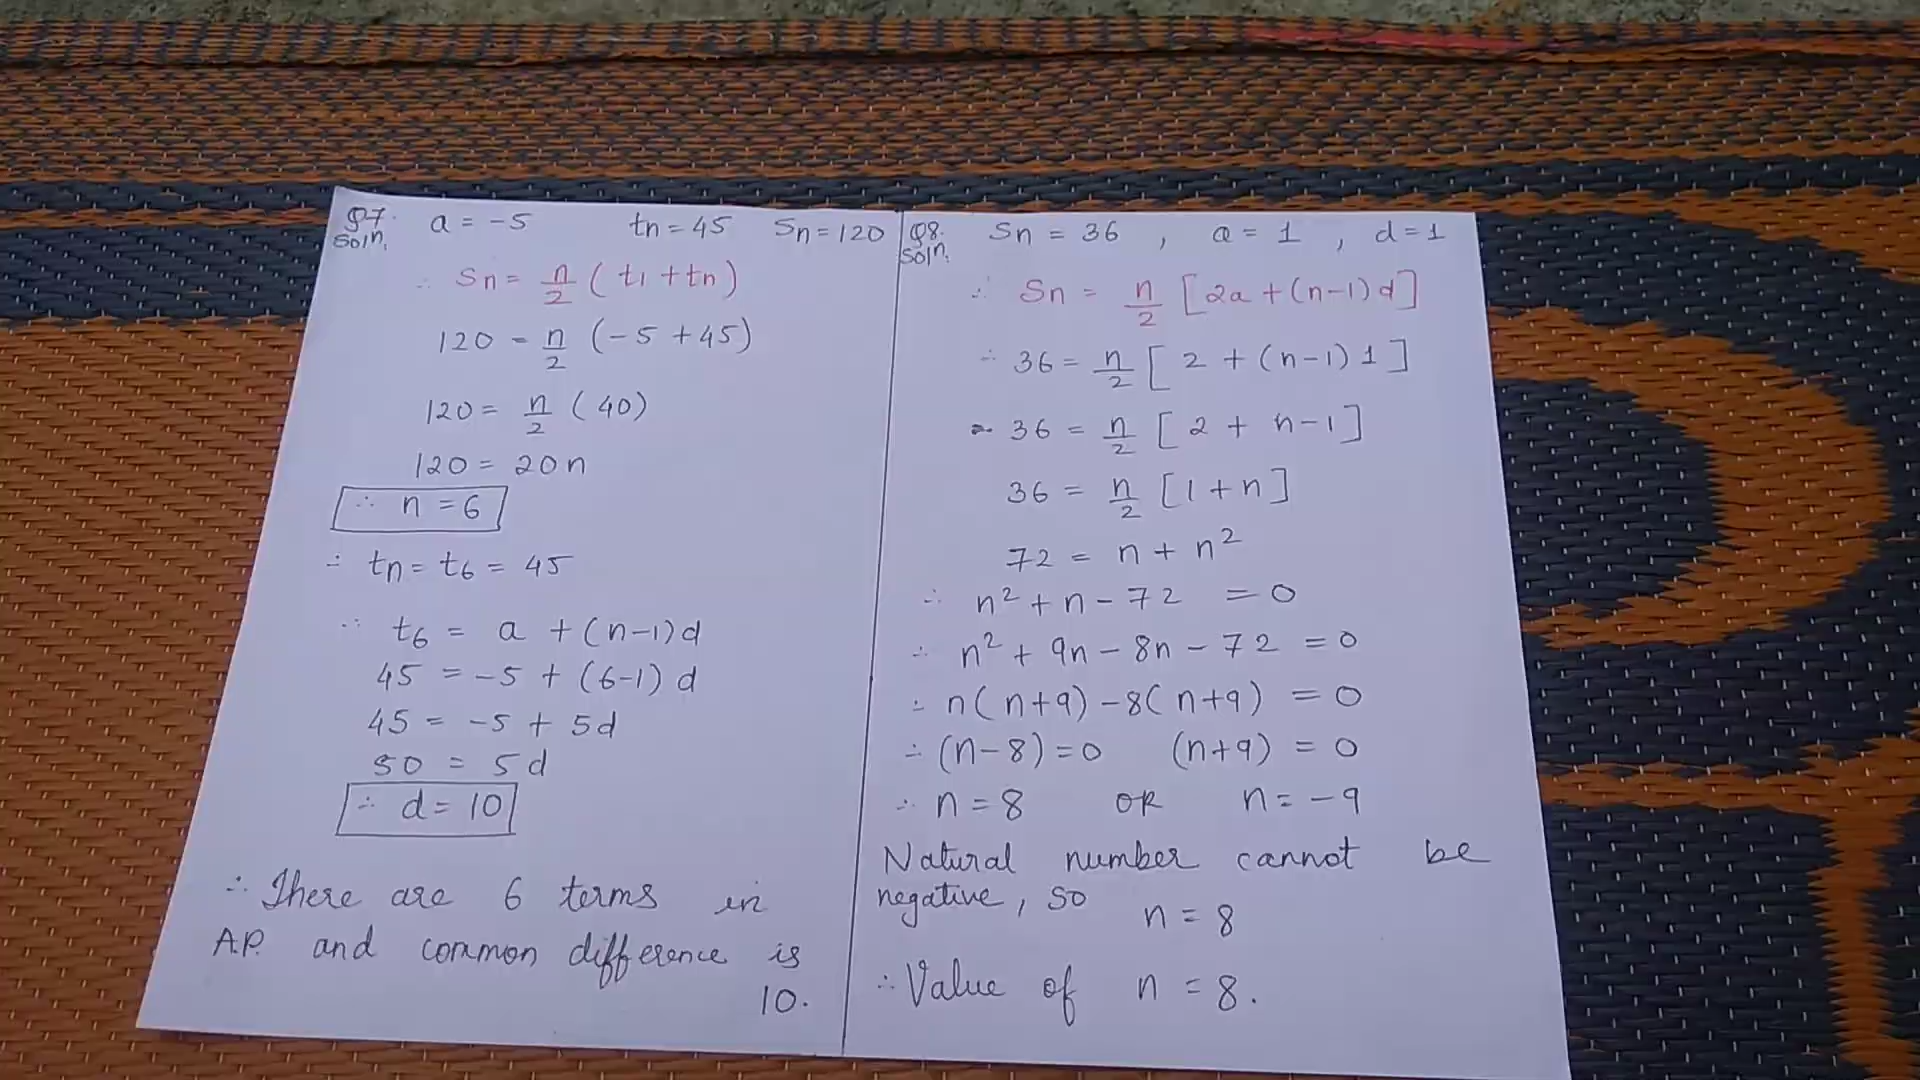 Q7. a = -5 tn = 45 Sn = 120
Soln.
∴ Sn = n/2 (t1 + tn)
120 = n/2 (-5 + 45)
120 = n/2 (40)
120 = 20n
∴ n = 6
∴ tn = t6 = 45
∴ t6 = a + (n-1)d
45 = -5 + (6-1) d
45 = -5 + 5d
50 = 5d
∴ d = 10
∴ There are 6 terms in
A.P. and common difference is
10.
Q8. Sn = 36 , a = 1 , d = 1
Soln.
∴ Sn = n/2 [2a + (n-1) d]
∴ 36 = n/2 [2 + (n-1) 1]
∴ 36 = n/2 [2 + n-1]
36 = n/2 [1 + n]
72 = n + n²
∴ n² + n - 72 = 0
∴ n² + 9n - 8n - 72 = 0
∴ n(n+9) - 8(n+9) = 0
∴ (n-8) = 0 (n+9) = 0
∴ n = 8 OR n = -9
Natural number cannot be
negative, so n = 8
∴ Value of n = 8.